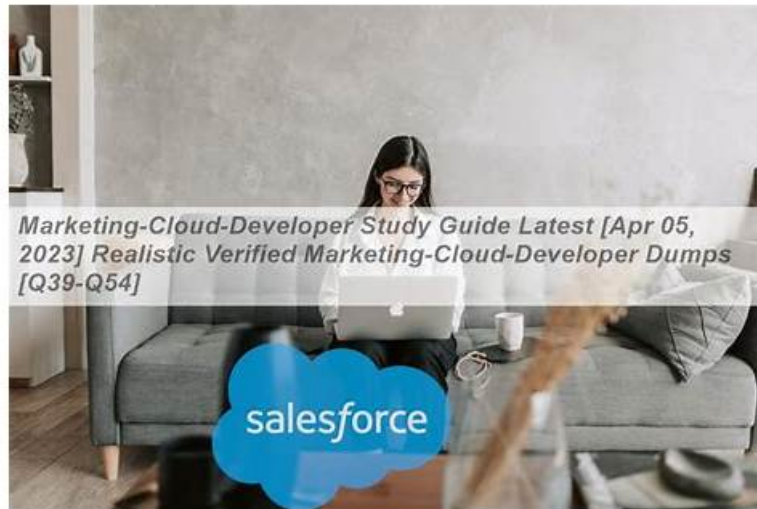 Marketing-Cloud-Developer Study Guide Latest [Apr 05,
2023] Realistic Verified Marketing-Cloud-Developer Dumps
[Q39-Q54]
salesforce